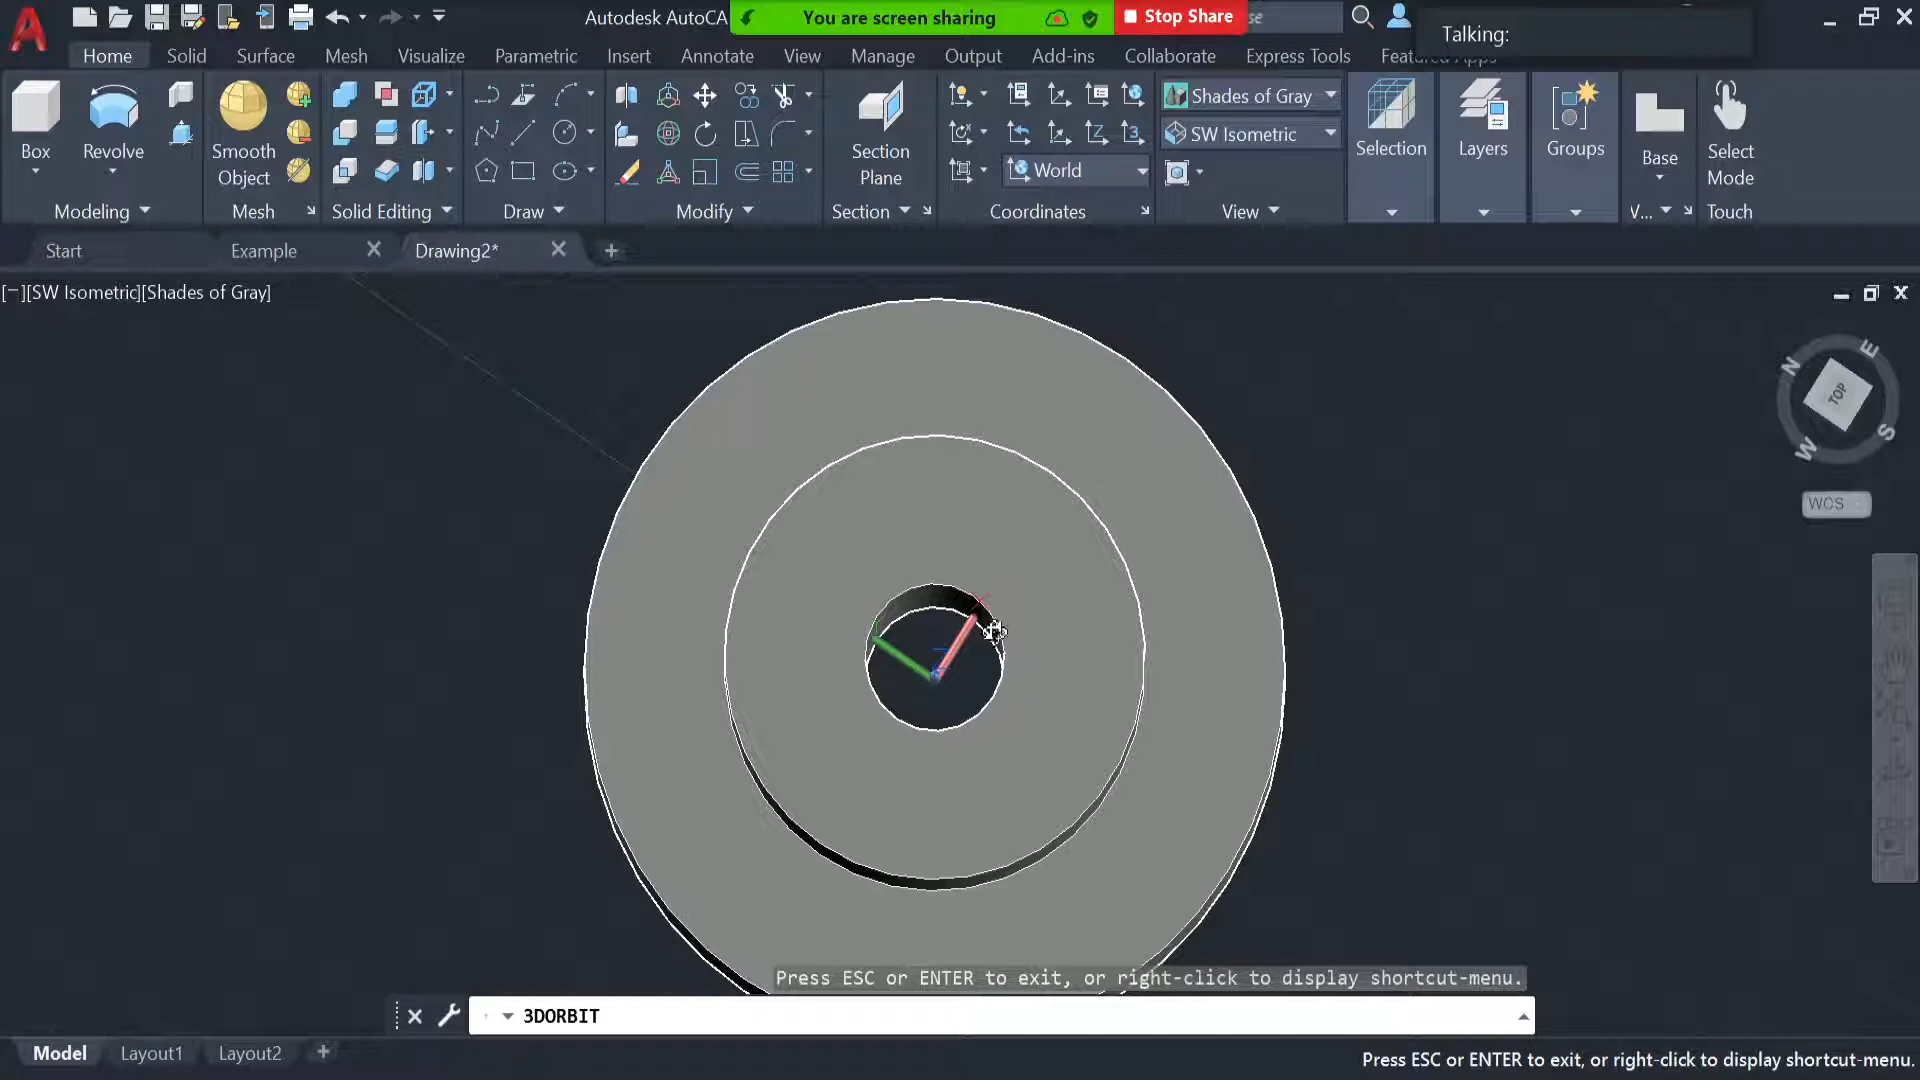 Autodesk AutoCA
You are screen sharing
Stop Share
se
Talking:
Home
Solid
Surface
Mesh
Visualize
Parametric
Insert
Annotate
View
Manage
Output
Add-ins
Collaborate
Express Tools
Featured Apps
Box
Revolve
Smooth
Object
Section
Plane
Shades of Gray
SW Isometric
World
Selection
Layers
Groups
Base
Select
Mode
Modeling
Mesh
Solid Editing
Draw
Modify
Section
Coordinates
View
V...
Touch
Start
Example
Drawing2*
[−][SW Isometric][Shades of Gray]
N
E
TOP
W
S
WCS
Press ESC or ENTER to exit, or right-click to display shortcut-menu.
3DORBIT
Model
Layout1
Layout2
Press ESC or ENTER to exit, or right-click to display shortcut-menu.